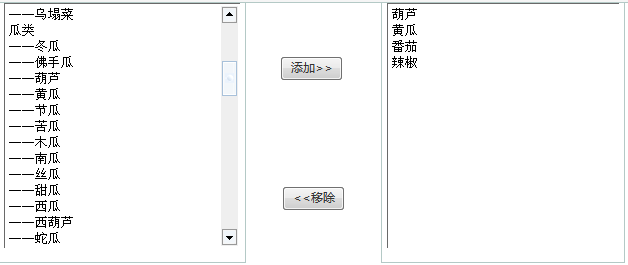 ——乌塌菜
瓜类
——冬瓜
——佛手瓜
——葫芦
——黄瓜
——节瓜
——苦瓜
——木瓜
——南瓜
——丝瓜
——甜瓜
——西瓜
——西葫芦
——蛇瓜
添加>>
<<移除
葫芦
黄瓜
番茄
辣椒